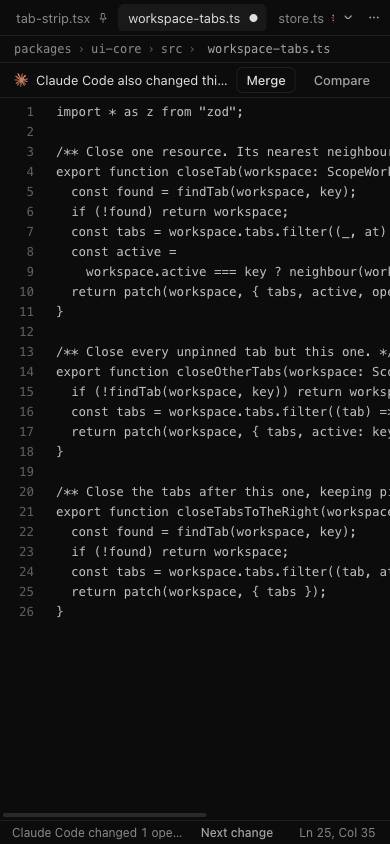 tab-strip.tsx workspace-tabs.ts store.ts
packages › ui-core › src › workspace-tabs.ts
Claude Code also changed thi... Merge Compare
1 import * as z from "zod";
2
3 /** Close one resource. Its nearest neighbour
4 export function closeTab(workspace: ScopeWor
5 const found = findTab(workspace, key);
6 if (!found) return workspace;
7 const tabs = workspace.tabs.filter((_, at)
8 const active =
9 workspace.active === key ? neighbour(wor
10 return patch(workspace, { tabs, active, ope
11 }
12
13 /** Close every unpinned tab but this one. */
14 export function closeOtherTabs(workspace: Sco
15 if (!findTab(workspace, key)) return worksp
16 const tabs = workspace.tabs.filter((tab) =>
17 return patch(workspace, { tabs, active: key
18 }
19
20 /** Close the tabs after this one, keeping pi
21 export function closeTabsToTheRight(workspace
22 const found = findTab(workspace, key);
23 if (!found) return workspace;
24 const tabs = workspace.tabs.filter((tab, at
25 return patch(workspace, { tabs });
26 }
Claude Code changed 1 ope... Next change Ln 25, Col 35